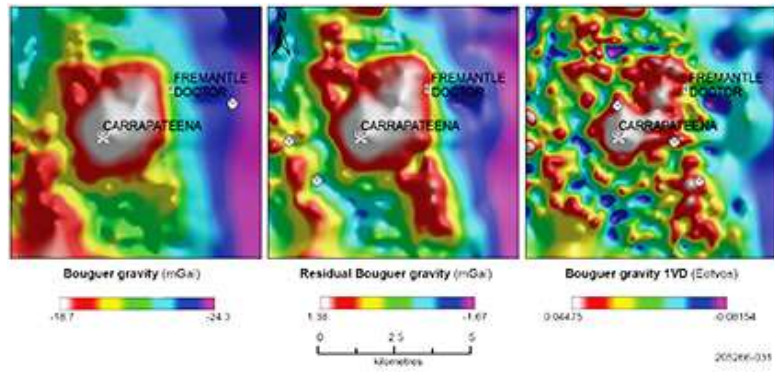 FREMANTLE
DOCTOR
CARRAPATEENA
FREMANTLE
DOCTOR
CARRAPATEENA
FREMANTLE
DOCTOR
CARRAPATEENA
Bouguer gravity (mGal)
Residual Bouguer gravity (mGal)
Bouguer gravity 1VD (Eotvos)
-18.7
-24.3
1.38
-1.67
0.04475
-0.06154
0
2.5
5
kilometres
205266-031